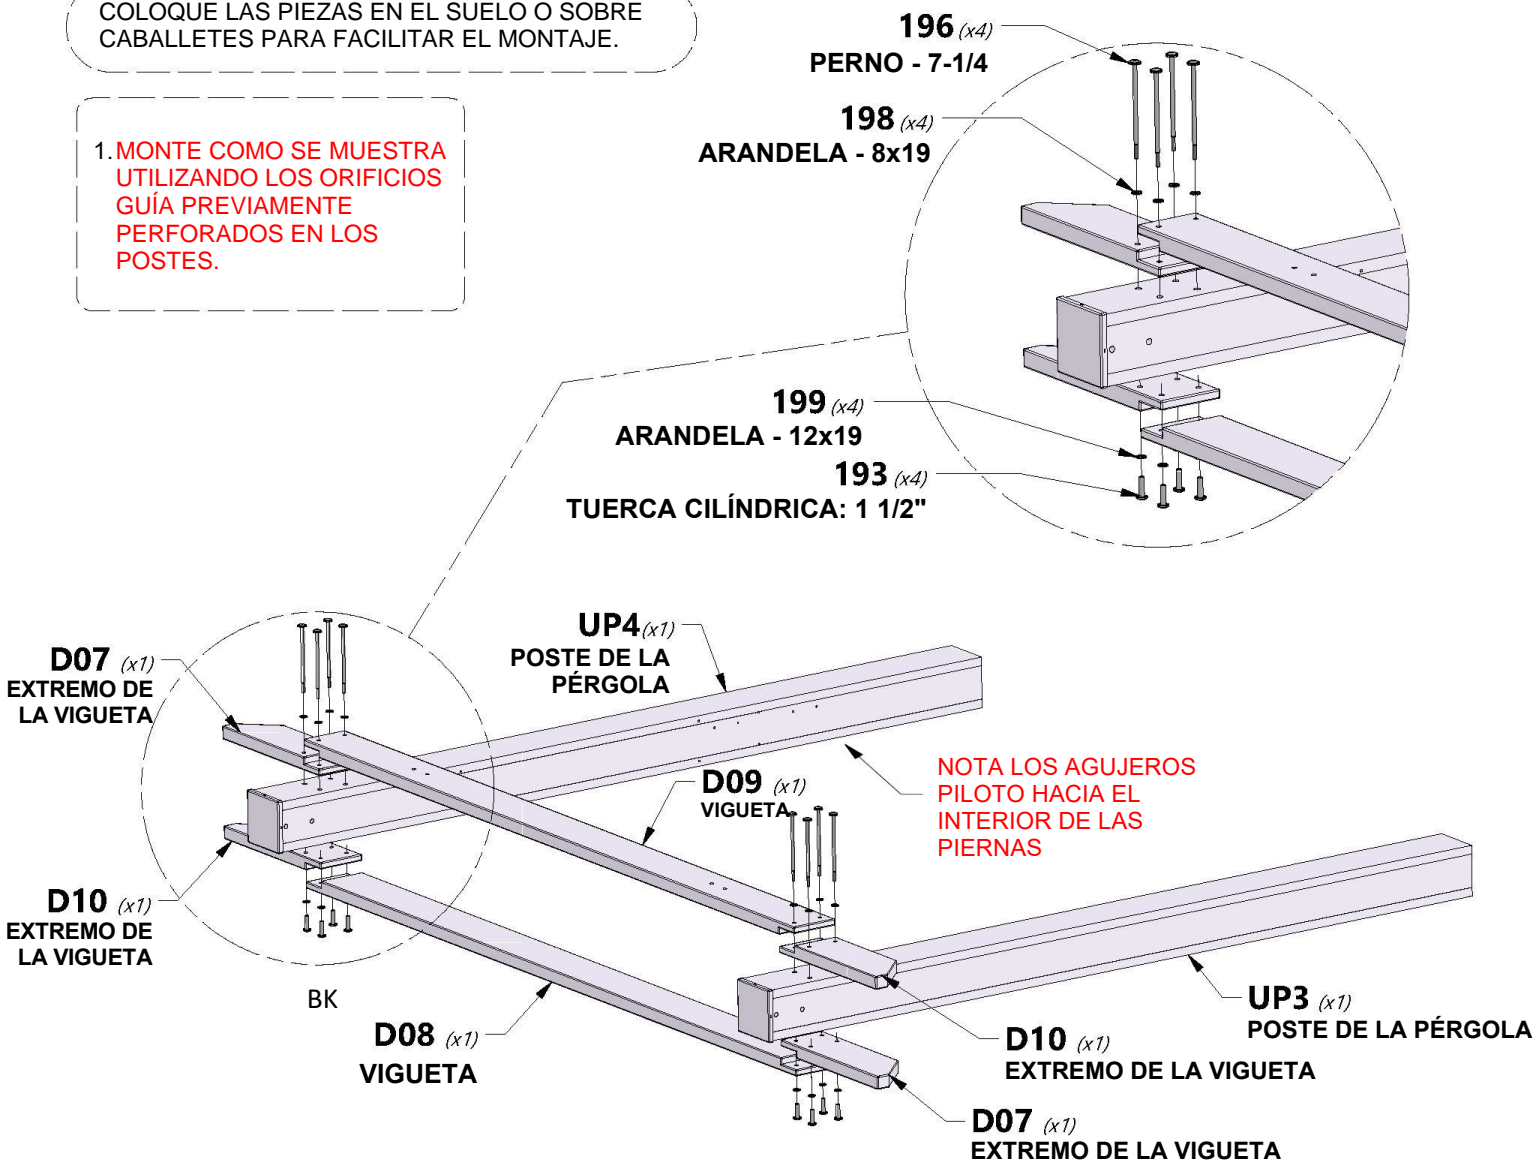 COLOQUE LAS PIEZAS EN EL SUELO O SOBRE
CABALLETES PARA FACILITAR EL MONTAJE.
1. MONTE COMO SE MUESTRA
UTILIZANDO LOS ORIFICIOS
GUÍA PREVIAMENTE
PERFORADOS EN LOS
POSTES.
196 (x4)
PERNO - 7-1/4
198 (x4)
ARANDELA - 8x19
199 (x4)
ARANDELA - 12x19
193 (x4)
TUERCA CILÍNDRICA: 1 1/2"
D07 (x1)
EXTREMO DE
LA VIGUETA
UP4(x1)
POSTE DE LA
PÉRGOLA
D09 (x1)
VIGUETA
NOTA LOS AGUJEROS
PILOTO HACIA EL
INTERIOR DE LAS
PIERNAS
D10 (x1)
EXTREMO DE
LA VIGUETA
BK
D08 (x1)
VIGUETA
UP3 (x1)
POSTE DE LA PÉRGOLA
D10 (x1)
EXTREMO DE LA VIGUETA
D07 (x1)
EXTREMO DE LA VIGUETA